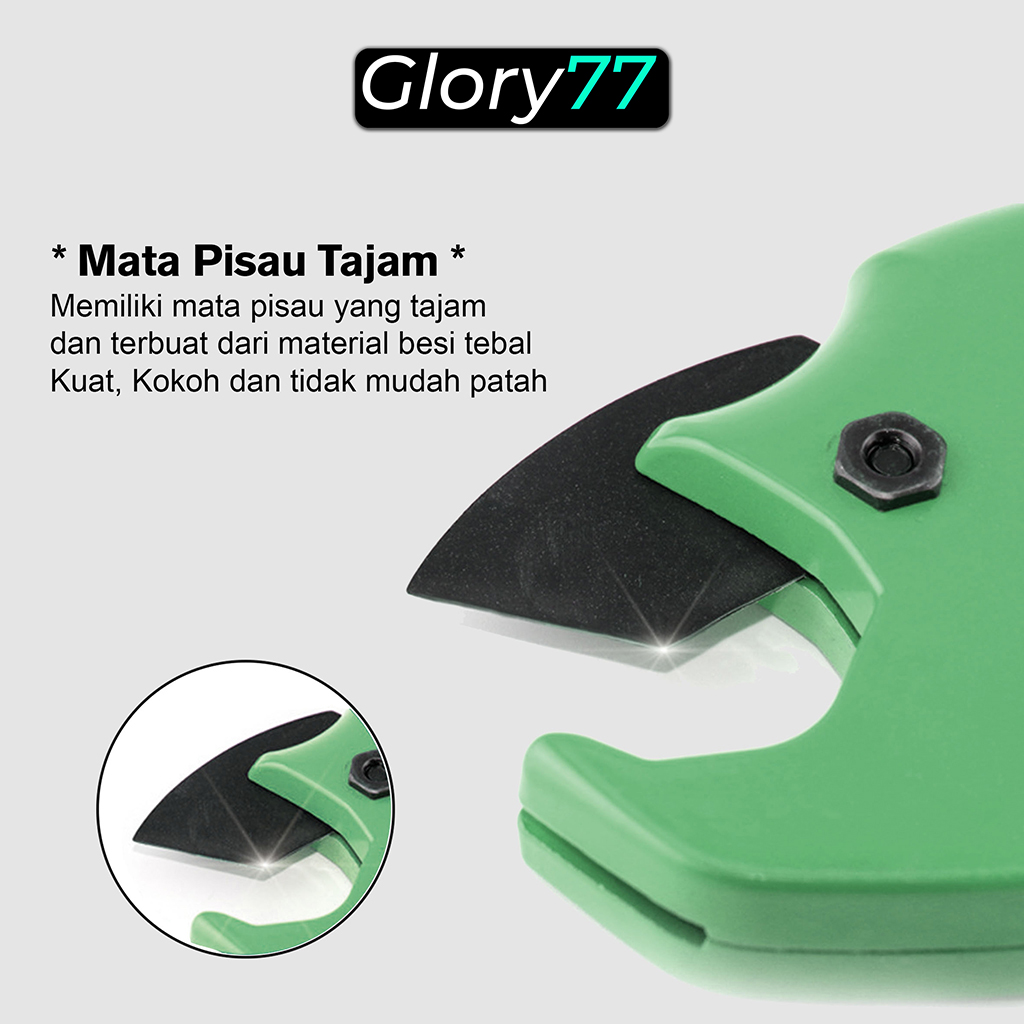 Glory77
* Mata Pisau Tajam *
Memiliki mata pisau yang tajam
dan terbuat dari material besi tebal
Kuat, Kokoh dan tidak mudah patah